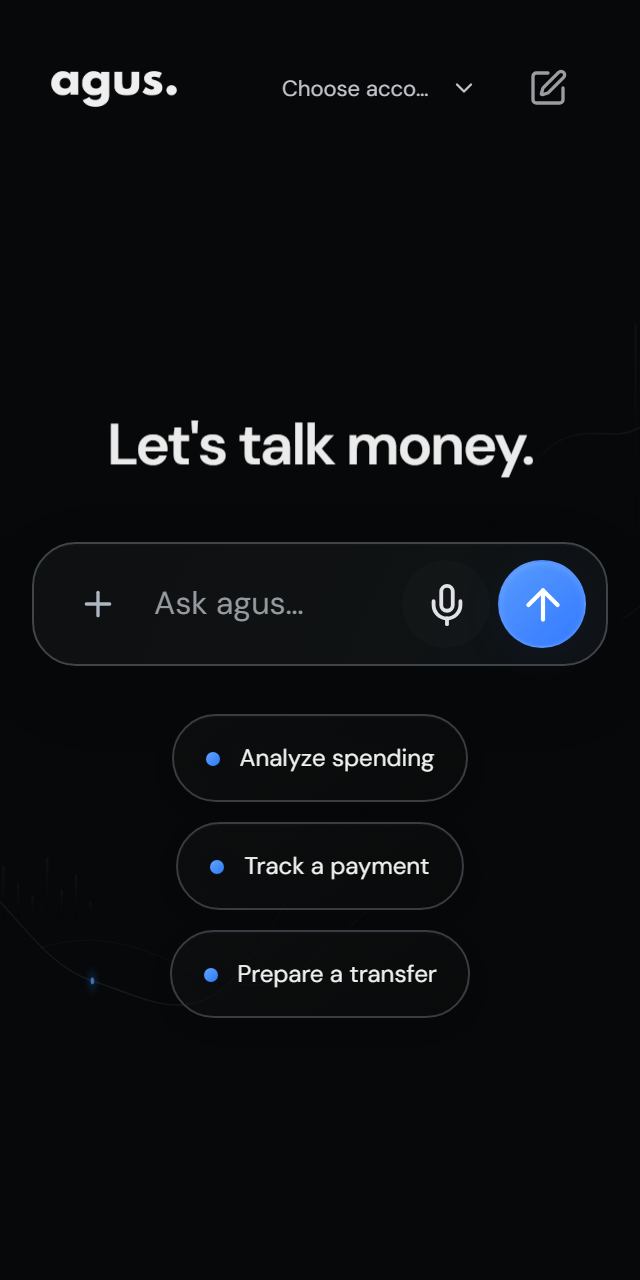 agus.
Choose acco...
Let's talk money.
Ask agus...
Analyze spending
Track a payment
Prepare a transfer